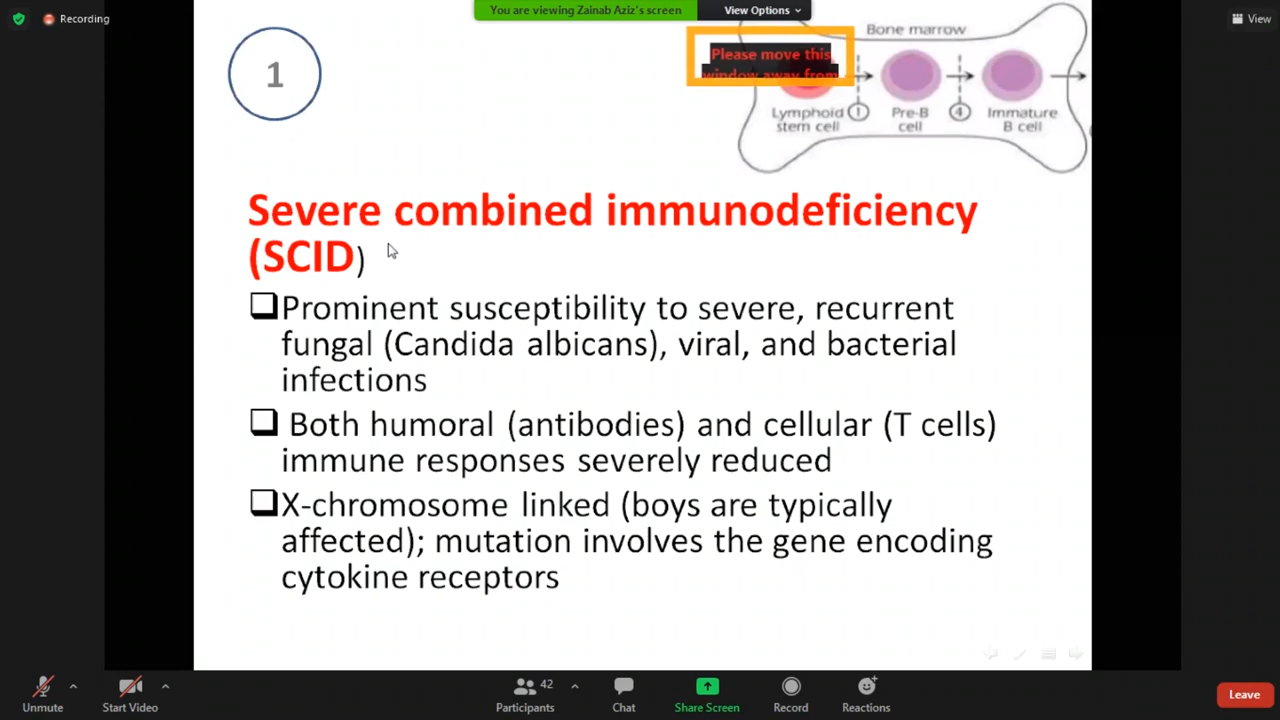 Recording
You are viewing Zainab Aziz's screen
View Options
View
1
Please move this
window away from
Bone marrow
Lymphoid
stem cell
1
Pre-B
cell
4
Immature
B cell
Severe combined immunodeficiency
(SCID)
Prominent susceptibility to severe, recurrent
fungal (Candida albicans), viral, and bacterial
infections
Both humoral (antibodies) and cellular (T cells)
immune responses severely reduced
X-chromosome linked (boys are typically
affected); mutation involves the gene encoding
cytokine receptors
Unmute
Start Video
42
Participants
Chat
Share Screen
Record
Reactions
Leave